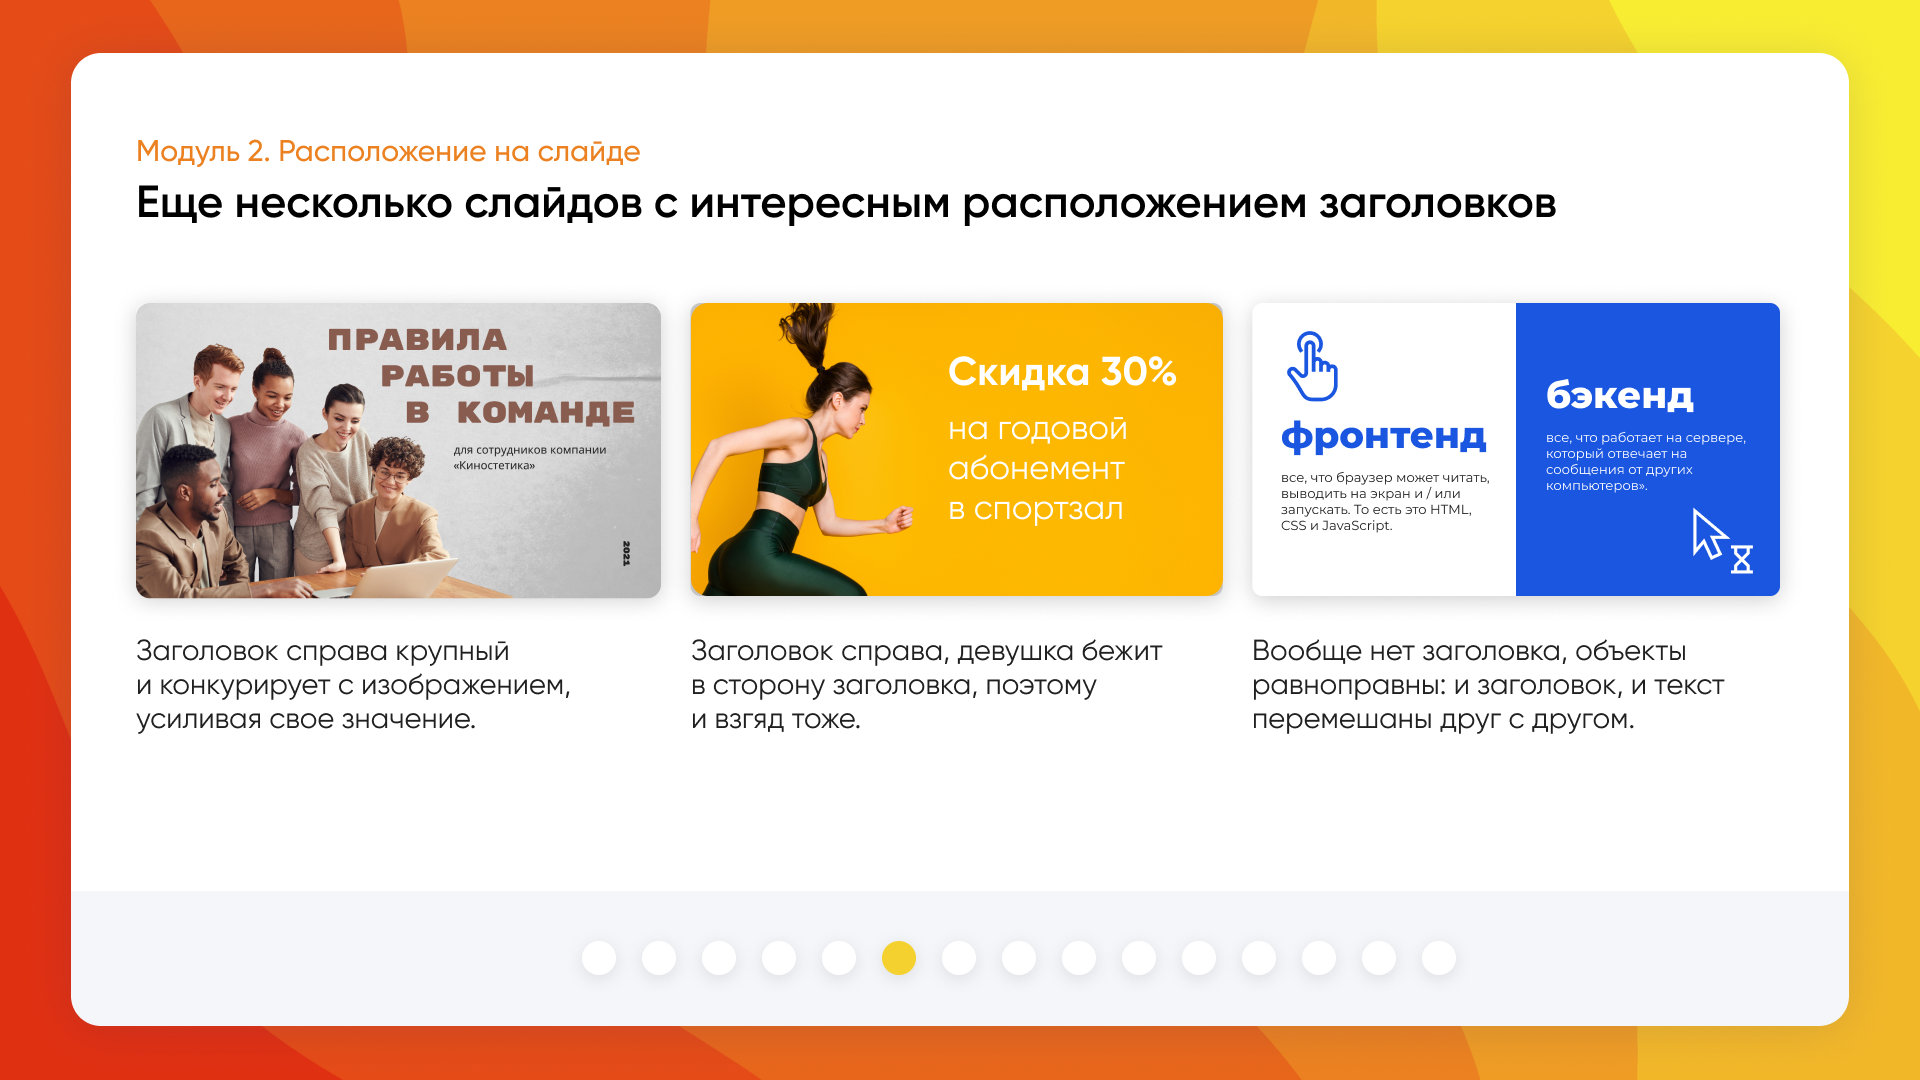 Модуль 2. Расположение на слайде
Еще несколько слайдов с интересным расположением заголовков
ПРАВИЛА
РАБОТЫ
В КОМАНДЕ
для сотрудников компании
«Киностетика»
2021
Скидка 30%
на годовой
абонемент
в спортзал
фронтенд
все, что браузер может читать,
выводить на экран и / или
запускать. То есть это HTML,
CSS и JavaScript.
бэкенд
все, что работает на сервере,
который отвечает на
сообщения от других
компьютеров».
Заголовок справа крупный
и конкурирует с изображением,
усиливая свое значение.
Заголовок справа, девушка бежит
в сторону заголовка, поэтому
и взгяд тоже.
Вообще нет заголовка, объекты
равноправны: и заголовок, и текст
перемешаны друг с другом.